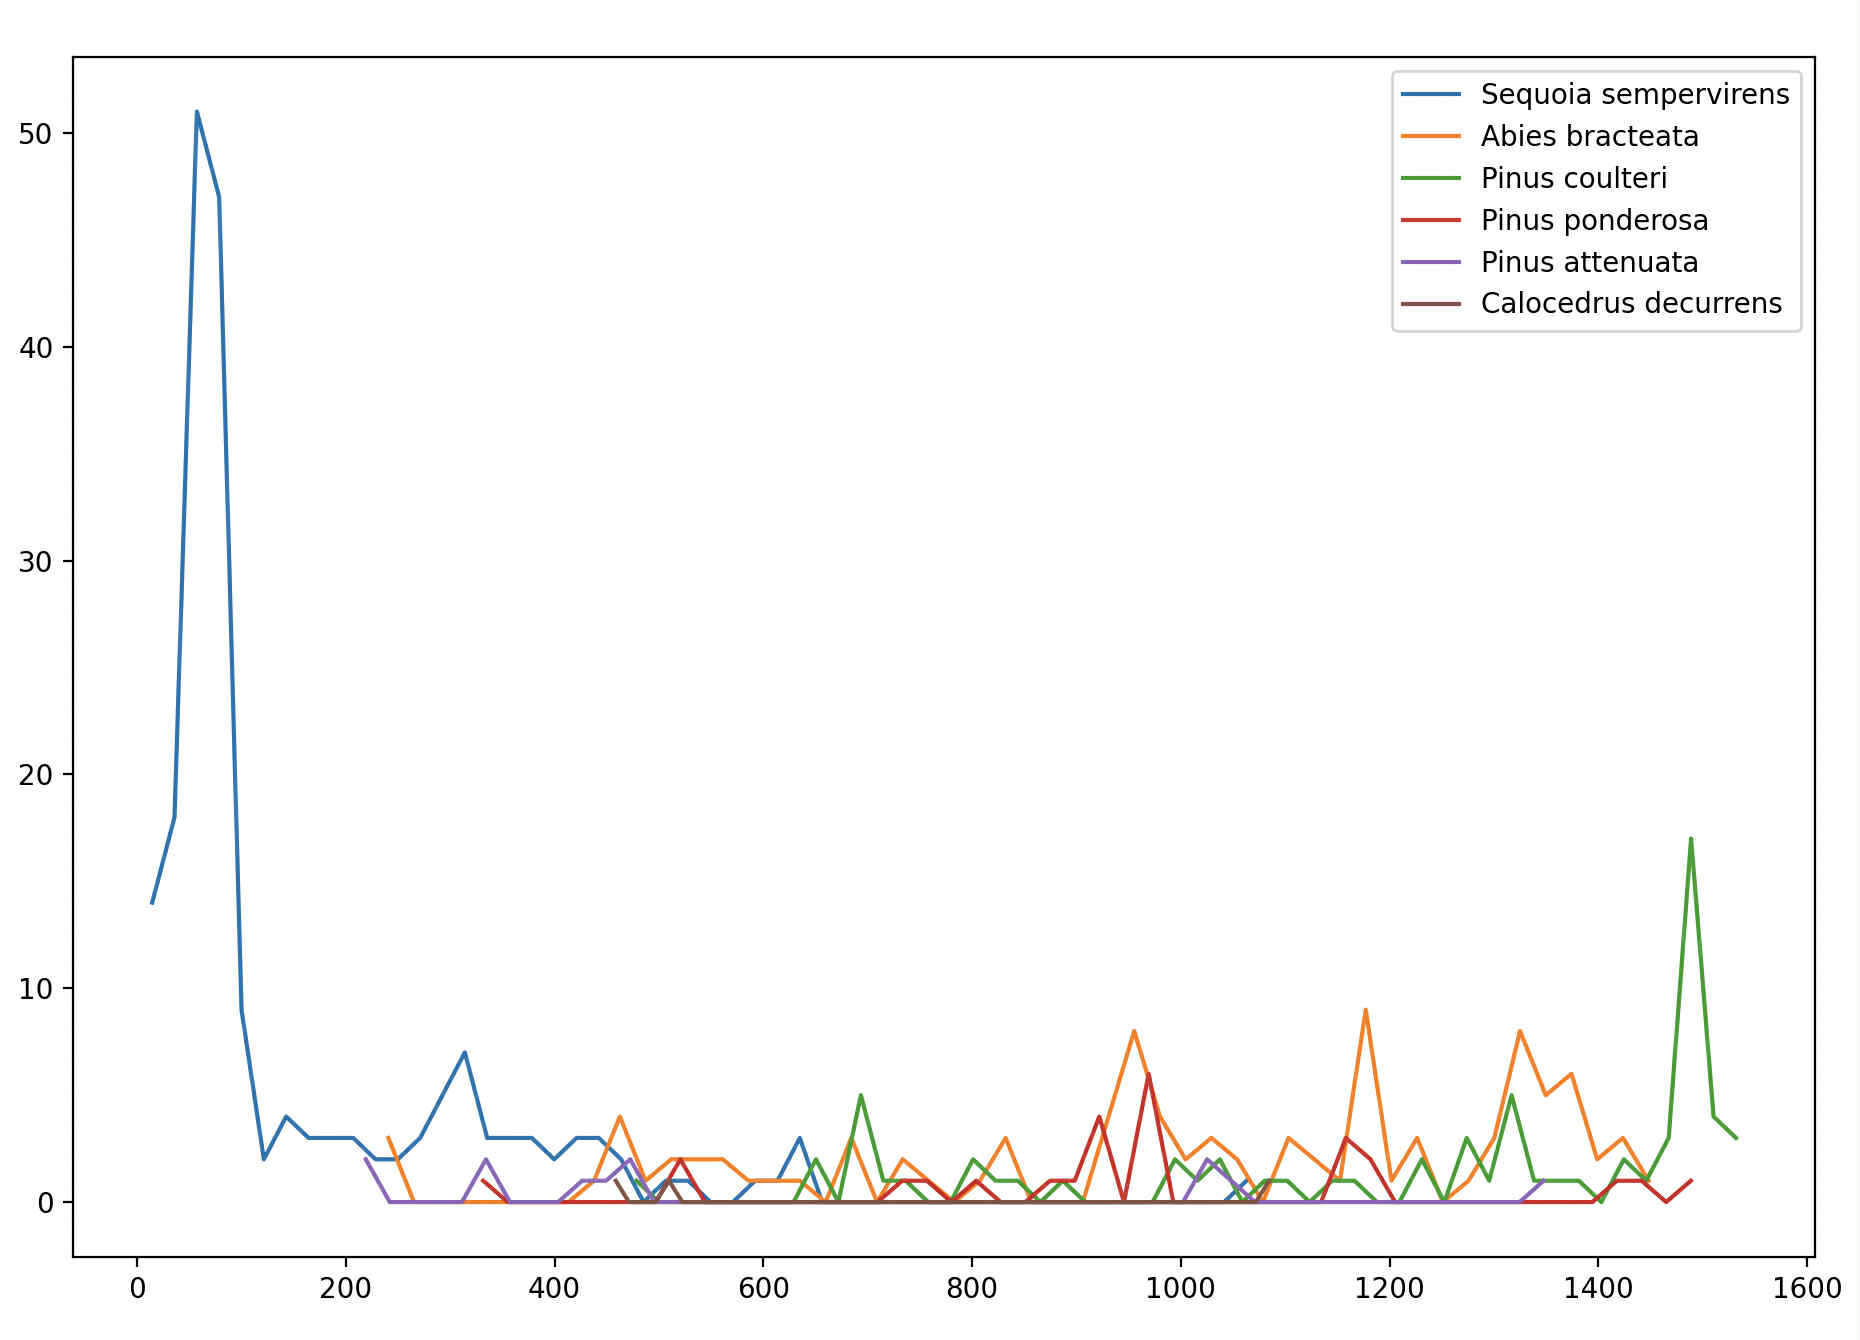 Sequoia sempervirens
Abies bracteata
Pinus coulteri
Pinus ponderosa
Pinus attenuata
Calocedrus decurrens
50
40
30
20
10
0
0 200 400 600 800 1000 1200 1400 1600